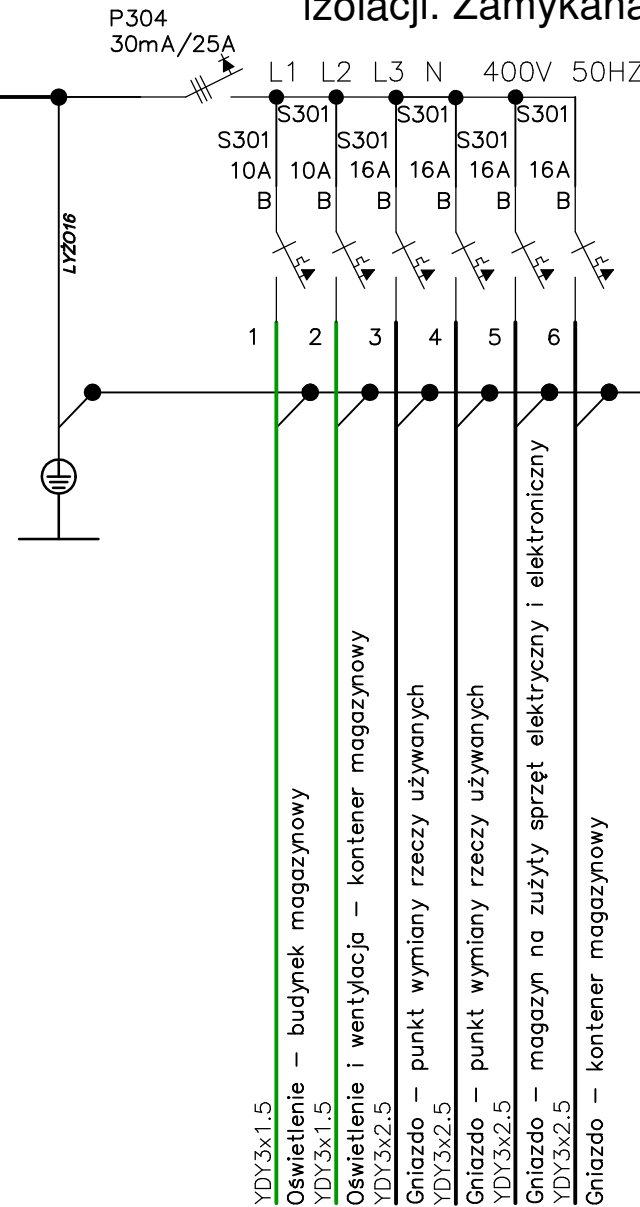 izolacji. Zamykana
P304
30mA/25A
L1 L2 L3 N 400V 50HZ
S301 S301 S301
S301 S301 S301
10A 10A 16A 16A 16A 16A
B B B B B B
LYŻO16
1 2 3 4 5 6
YDY3x1.5
Oświetlenie – budynek magazynowy
YDY3x1.5
Oświetlenie i wentylacja – kontener magazynowy
YDY3x2.5
Gniazdo – punkt wymiany rzeczy używanych
YDY3x2.5
Gniazdo – punkt wymiany rzeczy używanych
YDY3x2.5
Gniazdo – magazyn na zużyty sprzęt elektryczny i elektroniczny
YDY3x2.5
Gniazdo – kontener magazynowy